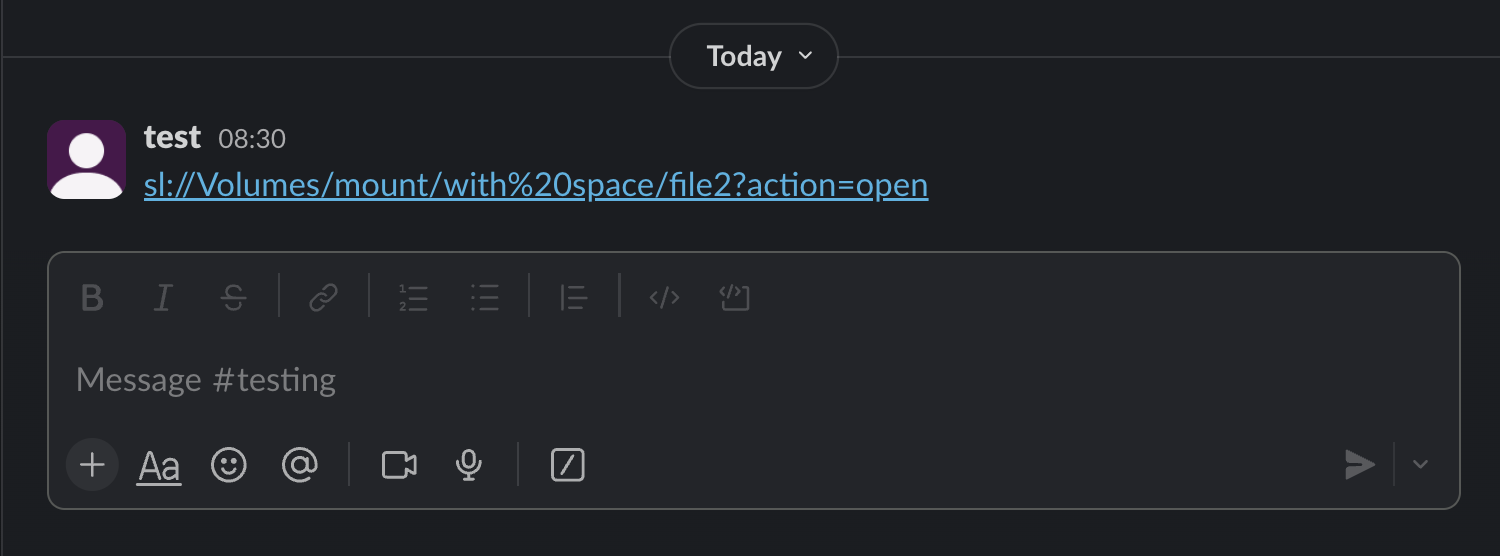 Today
test 08:30
sl://Volumes/mount/with%20space/file2?action=open
B I S
Message #testing
Aa @